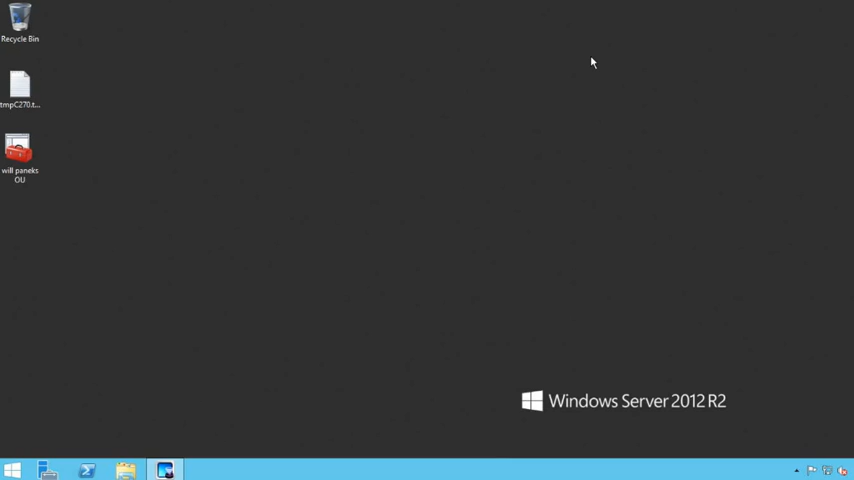 Recycle Bin
tmpC270.t...
will paneks
OU
Windows Server 2012 R2